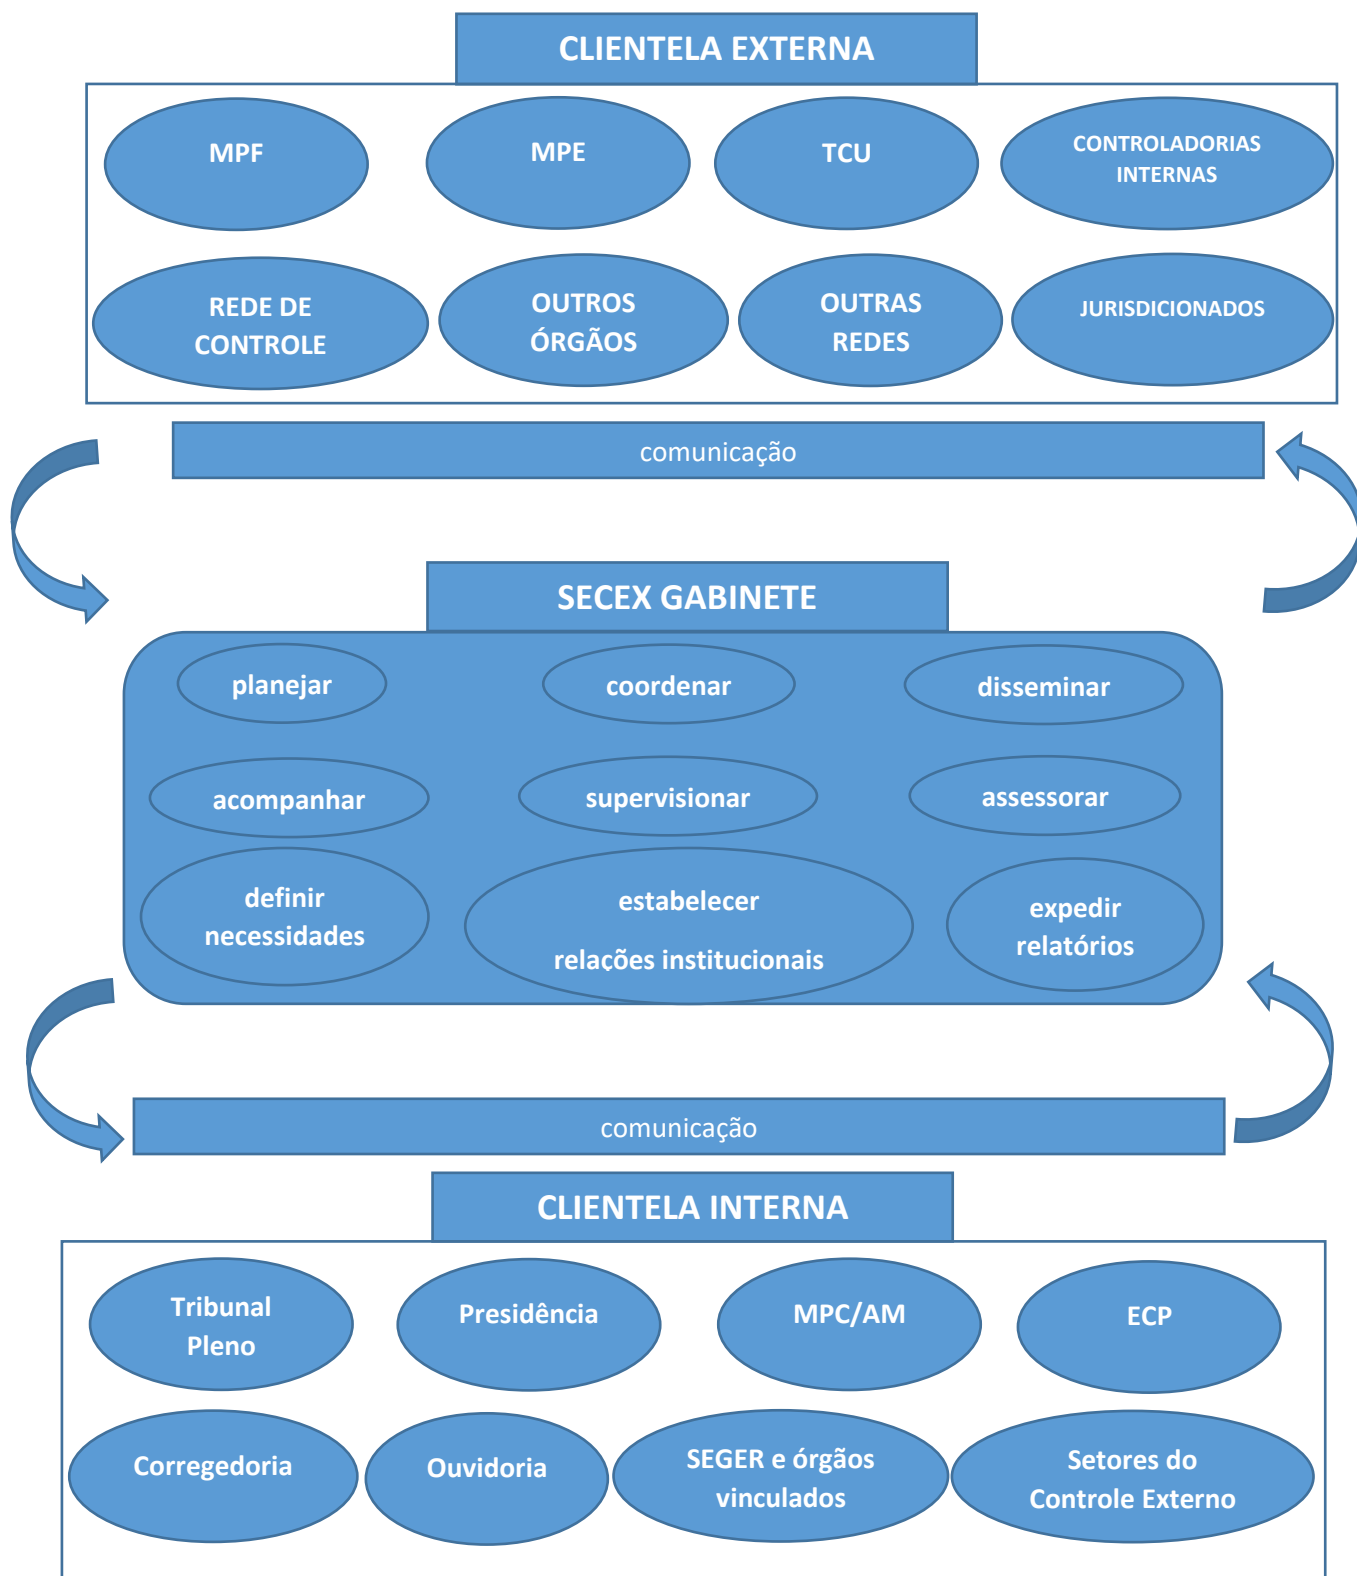 CLIENTELA EXTERNA
MPF
MPE
TCU
CONTROLADORIAS
INTERNAS
REDE DE
CONTROLE
OUTROS
ÓRGÃOS
OUTRAS
REDES
JURISDICIONADOS
comunicação
SECEX GABINETE
planejar
coordenar
disseminar
acompanhar
supervisionar
assessorar
definir
necessidades
estabelecer
relações institucionais
expedir
relatórios
comunicação
CLIENTELA INTERNA
Tribunal
Pleno
Presidência
MPC/AM
ECP
Corregedoria
Ouvidoria
SEGER e órgãos
vinculados
Setores do
Controle Externo